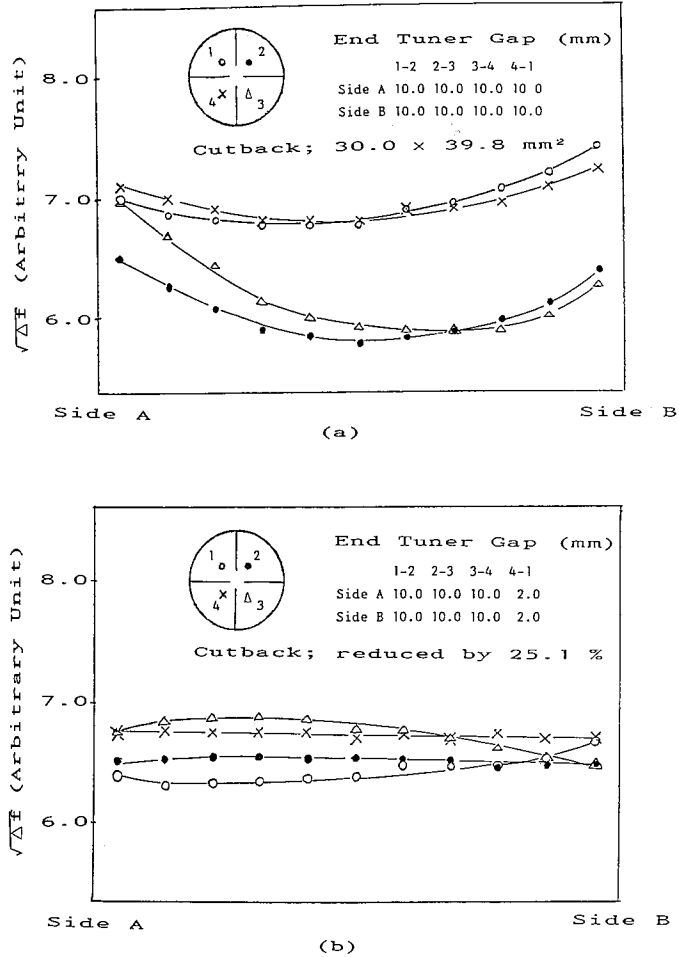 √Δf (Arbitrry Unit)
8.0
7.0
6.0
1 2
4 3
End Tuner Gap (mm)
1-2 2-3 3-4 4-1
Side A 10.0 10.0 10.0 10 0
Side B 10.0 10.0 10.0 10.0
Cutback; 30.0 × 39.8 mm²
Side A Side B
(a)
√Δf (Arbitrary Unit)
8.0
7.0
6.0
1 2
4 3
End Tuner Gap (mm)
1-2 2-3 3-4 4-1
Side A 10.0 10.0 10.0 2.0
Side B 10.0 10.0 10.0 2.0
Cutback; reduced by 25.1 %
Side A Side B
(b)